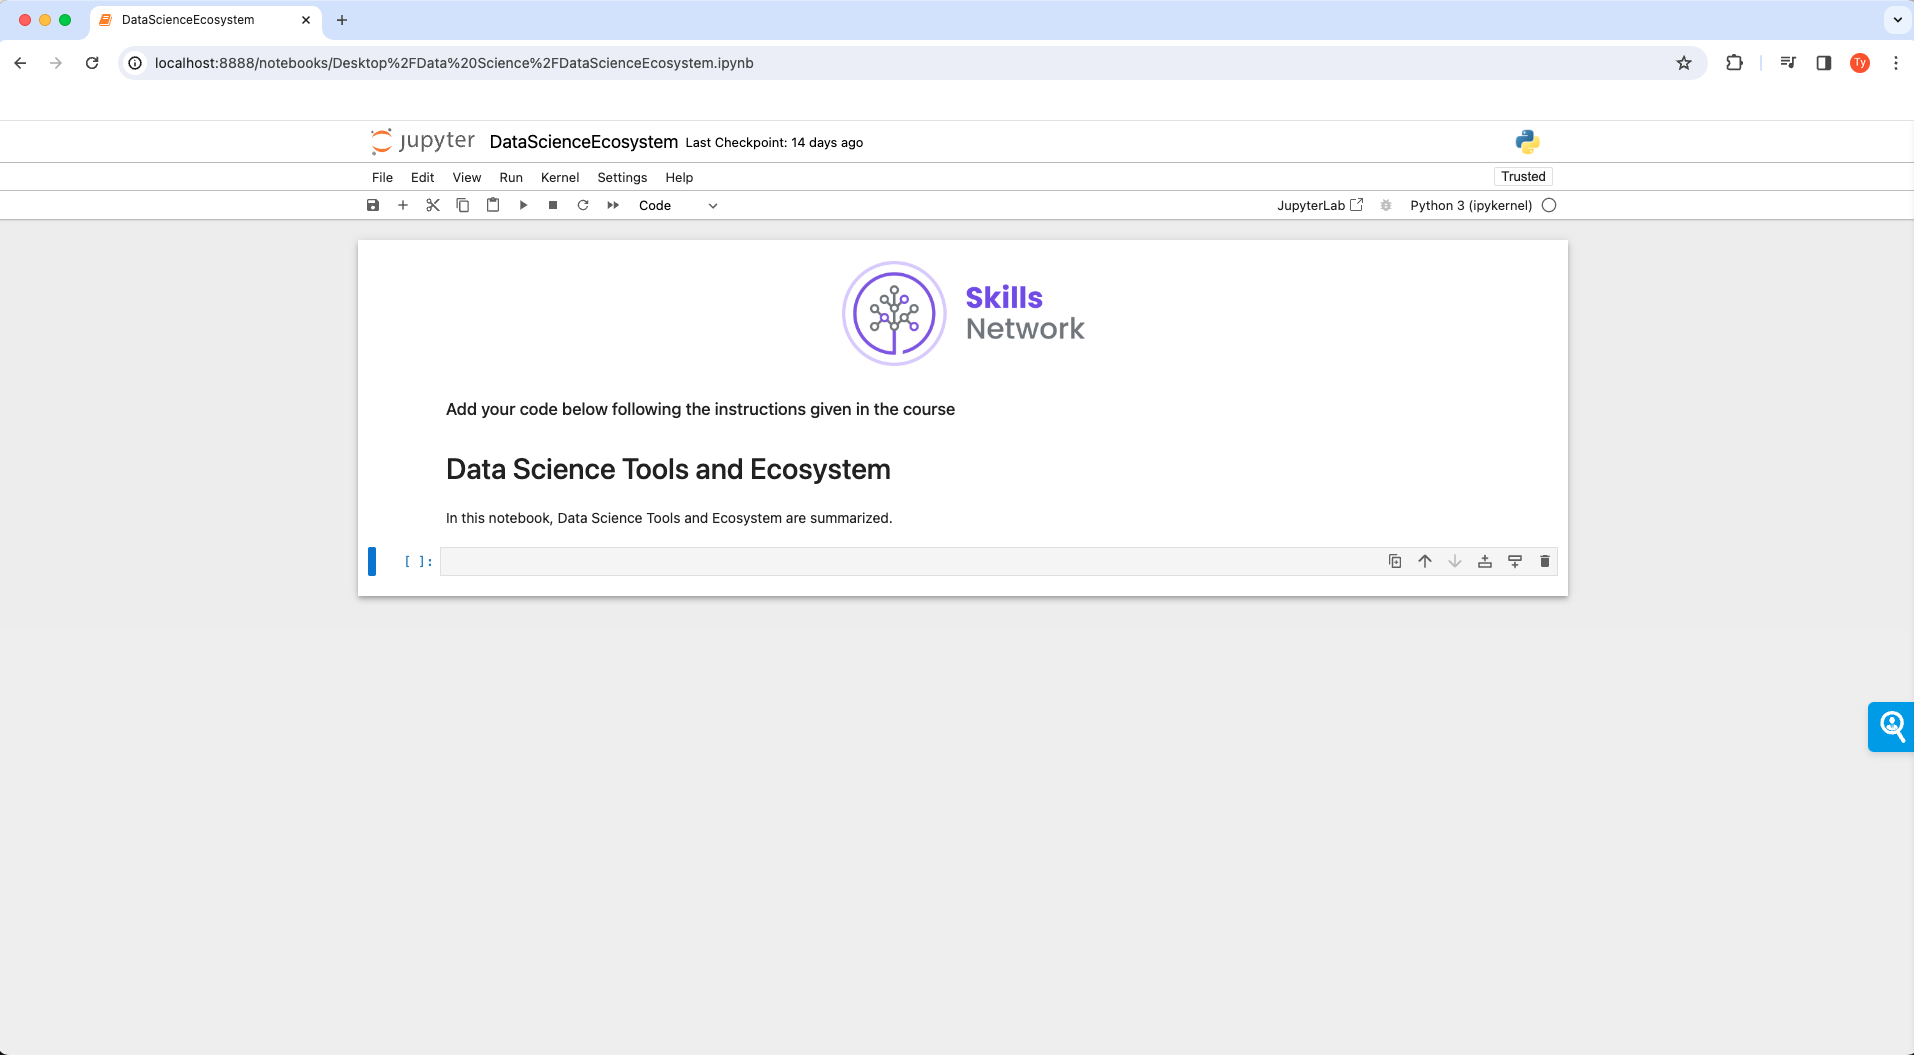 DataScienceEcosystem
localhost:8888/notebooks/Desktop%2FData%20Science%2FDataScienceEcosystem.ipynb
Ty
jupyter DataScienceEcosystem Last Checkpoint: 14 days ago
File Edit View Run Kernel Settings Help Trusted
Code JupyterLab Python 3 (ipykernel)
Skills
Network
Add your code below following the instructions given in the course
Data Science Tools and Ecosystem
In this notebook, Data Science Tools and Ecosystem are summarized.
[ ]: